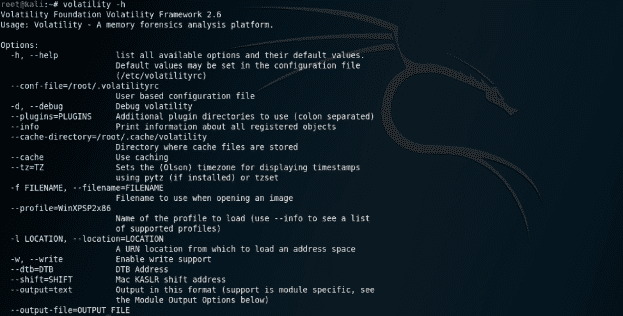 root@kali:~# volatility -h
Volatility Foundation Volatility Framework 2.6
Usage: Volatility - A memory forensics analysis platform.
Options:
-h, --help list all available options and their default values.
Default values may be set in the configuration file
(/etc/volatilityrc)
--conf-file=/root/.volatilityrc
User based configuration file
-d, --debug Debug volatility
--plugins=PLUGINS Additional plugin directories to use (colon separated)
--info Print information about all registered objects
--cache-directory=/root/.cache/volatility
Directory where cache files are stored
--cache Use caching
--tz=TZ Sets the (Olson) timezone for displaying timestamps
using pytz (if installed) or tzset
-f FILENAME, --filename=FILENAME
Filename to use when opening an image
--profile=WinXPSP2x86
Name of the profile to load (use --info to see a list
of supported profiles)
-l LOCATION, --location=LOCATION
A URN location from which to load an address space
-w, --write Enable write support
--dtb=DTB DTB Address
--shift=SHIFT Mac KASLR shift address
--output=text Output in this format (support is module specific, see
the Module Output Options below)
--output-file=OUTPUT_FILE